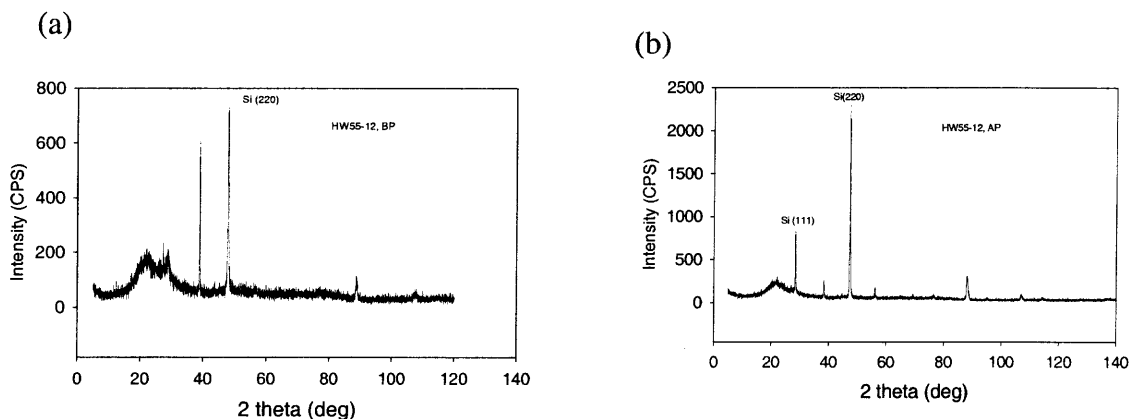 (a)
800
600
400
200
0
Intensity (CPS)
Si (220)
HW55-12, BP
0 20 40 60 80 100 120 140
2 theta (deg)
(b)
2500
2000
1500
1000
500
0
Intensity (CPS)
Si(220)
Si (111)
HW55-12, AP
0 20 40 60 80 100 120 140
2 theta (deg)